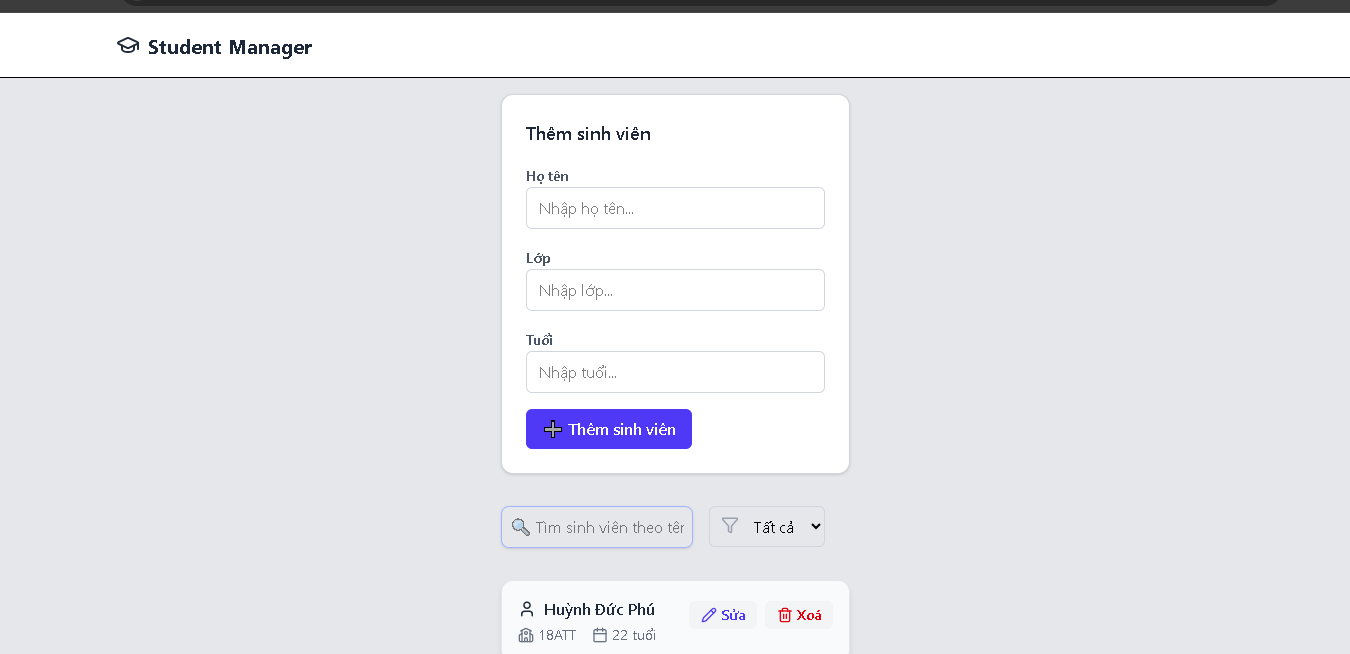 Student Manager
Thêm sinh viên
Họ tên
Nhập họ tên...
Lớp
Nhập lớp...
Tuổi
Nhập tuổi...
Thêm sinh viên
Tìm sinh viên theo tên
Tất cả
Huỳnh Đức Phú
Sửa
Xoá
18ATT
22 tuổi